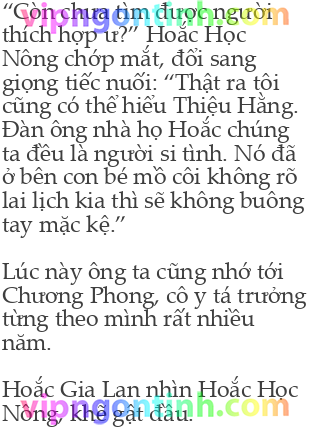 “Còn chưa tìm được người
thích hợp ư?” Hoắc Học
Nông chớp mắt, đổi sang
giọng tiếc nuối: “Thật ra tôi
cũng có thể hiểu Thiệu Hằng.
Đàn ông nhà họ Hoắc chúng
ta đều là người si tình. Nó đã
ở bên con bé mồ côi không rõ
lai lịch kia thì sẽ không buông
tay mặc kệ.”
Lúc này ông ta cũng nhớ tới
Chương Phong, cô y tá trưởng
từng theo mình rất nhiều
năm.
Hoắc Gia Lan nhìn Hoắc Học
Nông, khẽ gật đầu.
vipngontinh.com
vipngontinh.com
vipngontinh.com